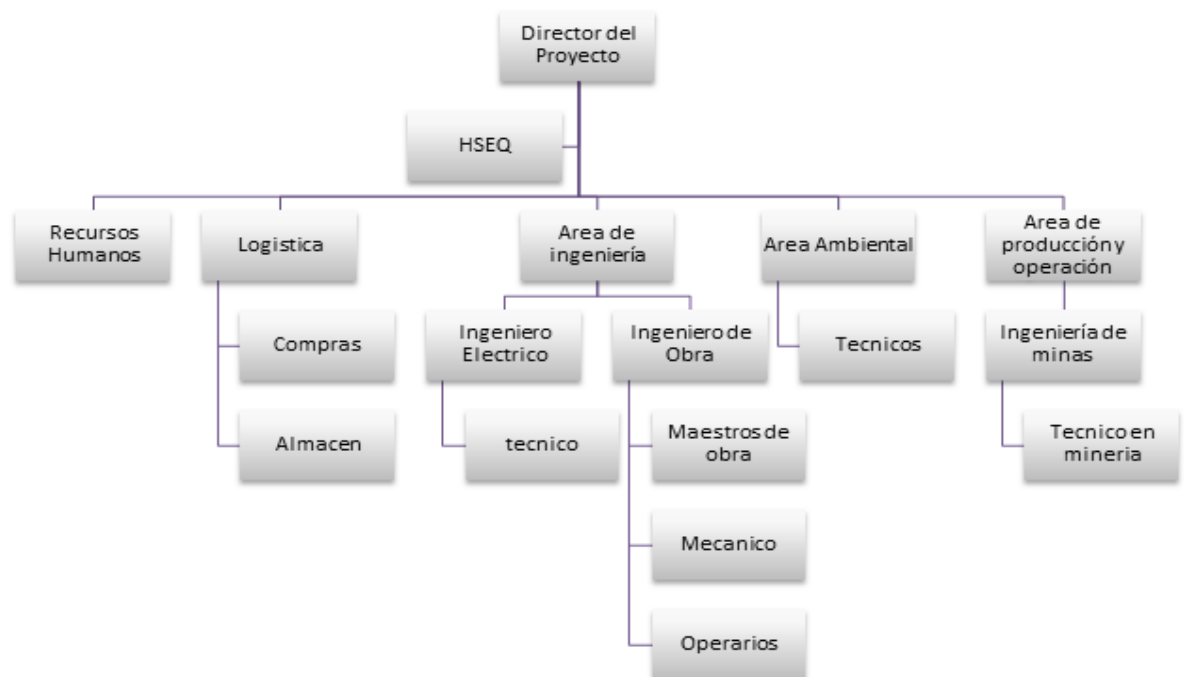 Director del
Proyecto
HSEQ
Recursos
Humanos
Logistica
Area de
ingeniería
Area Ambiental
Area de
producción y
operación
Compras
Ingeniero
Electrico
Ingeniero de
Obra
Tecnicos
Ingeniería de
minas
Almacen
tecnico
Maestros de
obra
Tecnico en
mineria
Mecanico
Operarios